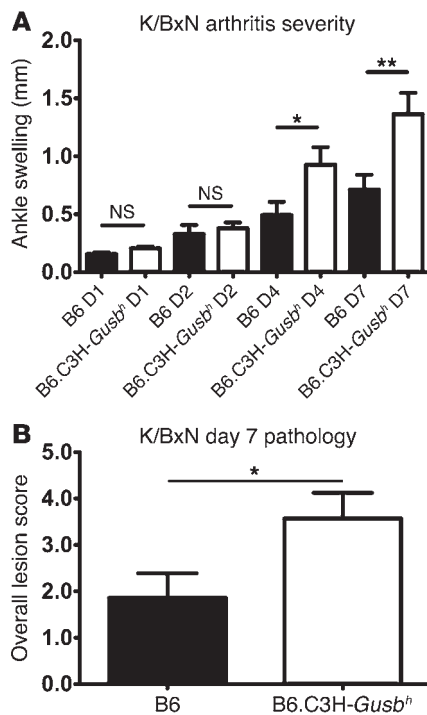 A K/BxN arthritis severity
Ankle swelling (mm)
2.0
1.5
1.0
0.5
0.0
NS
NS
*
**
B6 D1
B6.C3H-Gusbʰ D1
B6 D2
B6.C3H-Gusbʰ D2
B6 D4
B6.C3H-Gusbʰ D4
B6 D7
B6.C3H-Gusbʰ D7
B K/BxN day 7 pathology
Overall lesion score
5.0
4.0
3.0
2.0
1.0
0.0
*
B6
B6.C3H-Gusbʰ